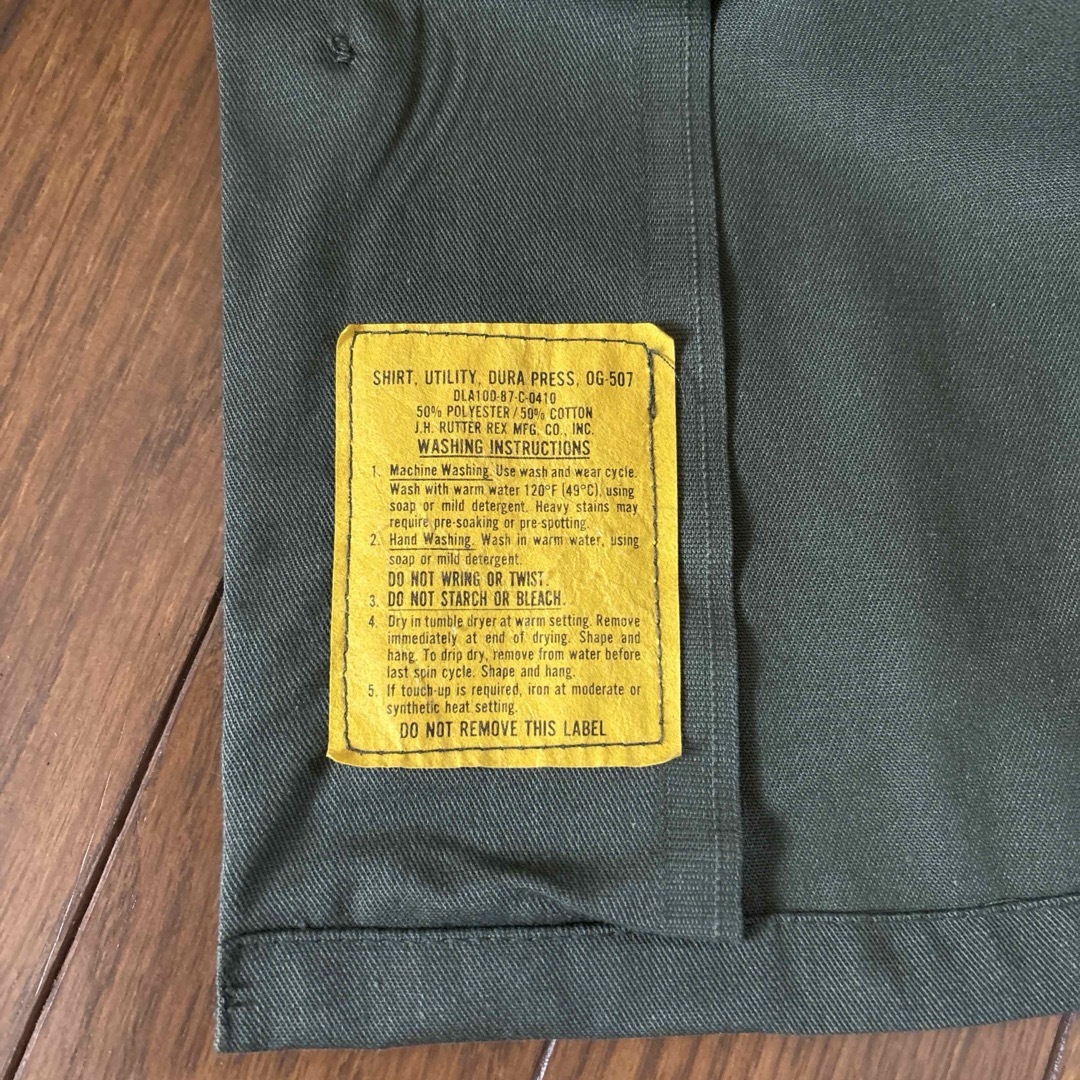 SHIRT, UTILITY, DURA PRESS, OG-507
DLA100-87-C-0410
50% POLYESTER/50% COTTON
J.H. RUTTER REX MFG. CO., INC.
WASHING INSTRUCTIONS
1. Machine Washing. Use wash and wear cycle.
Wash with warm water 120°F (49°C), using
soap or mild detergent. Heavy stains may
require pre-soaking or pre-spotting.
2. Hand Washing. Wash in warm water, using
soap or mild detergent.
DO NOT WRING OR TWIST.
3. DO NOT STARCH OR BLEACH.
4. Dry in tumble dryer at warm setting. Remove
immediately at end of drying. Shape and
hang. To drip dry, remove from water before
last spin cycle. Shape and hang.
5. If touch-up is required, iron at moderate or
synthetic heat setting.
DO NOT REMOVE THIS LABEL